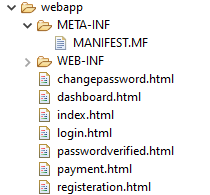 webapp
META-INF
MANIFEST.MF
WEB-INF
changepassword.html
dashboard.html
index.html
login.html
passwordverified.html
payment.html
registeration.html